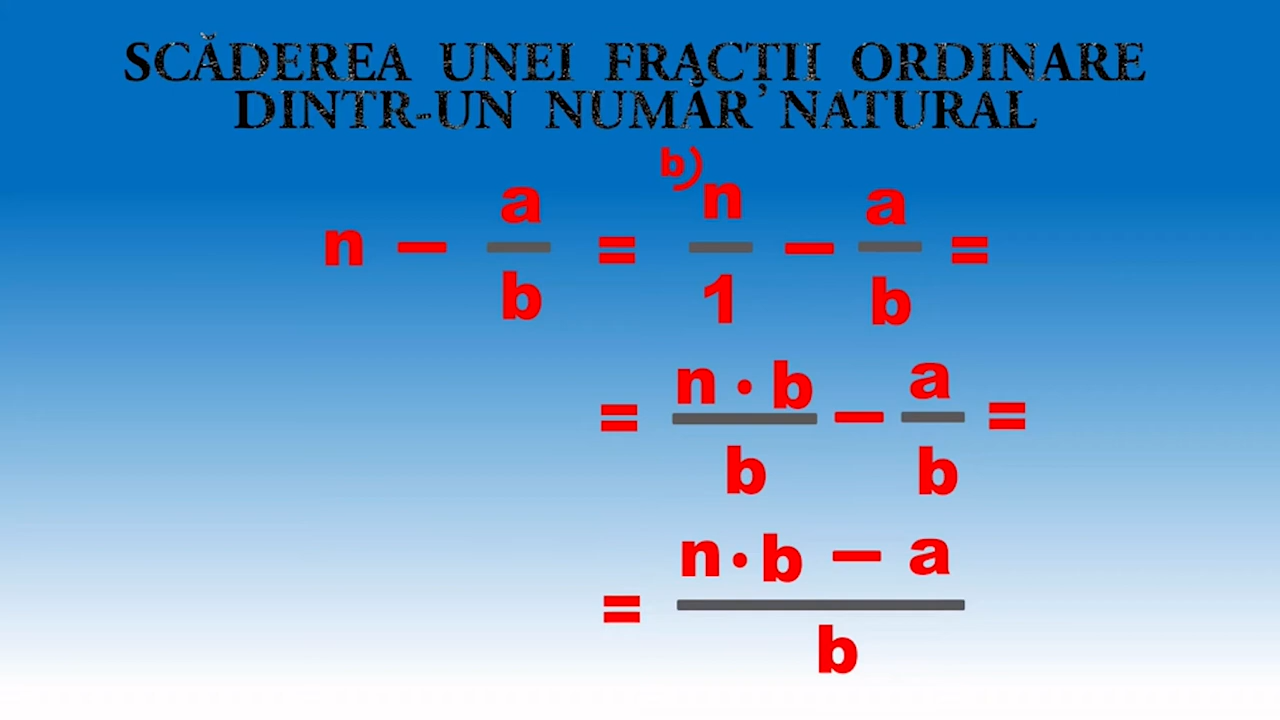 SCĂDEREA UNEI FRACȚII ORDINARE
DINTR-UN NUMĂR NATURAL
n − a/b = b) n/1 − a/b =
= n · b/b − a/b =
= n · b − a/b